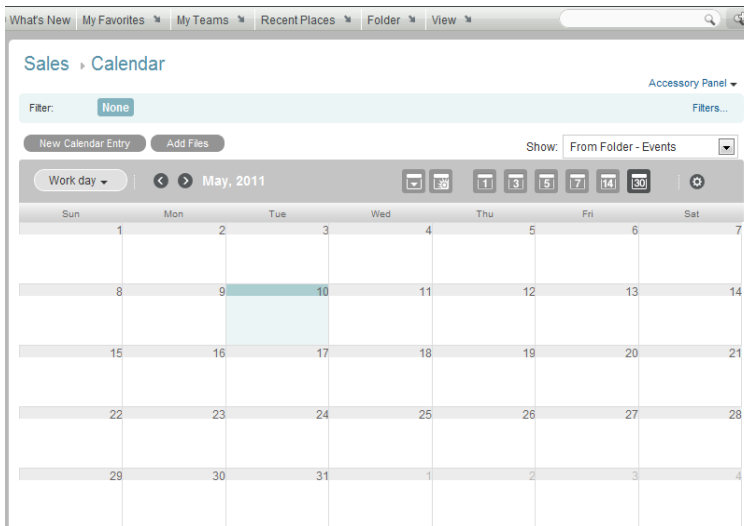 What's New My Favorites My Teams Recent Places Folder View
Sales Calendar
Accessory Panel
Filter: None Filters...
New Calendar Entry Add Files Show: From Folder - Events
Work day May, 2011 1 3 5 7 14 30
Sun Mon Tue Wed Thu Fri Sat
1 2 3 4 5 6 7
8 9 10 11 12 13 14
15 16 17 18 19 20 21
22 23 24 25 26 27 28
29 30 31 1 2 3 4